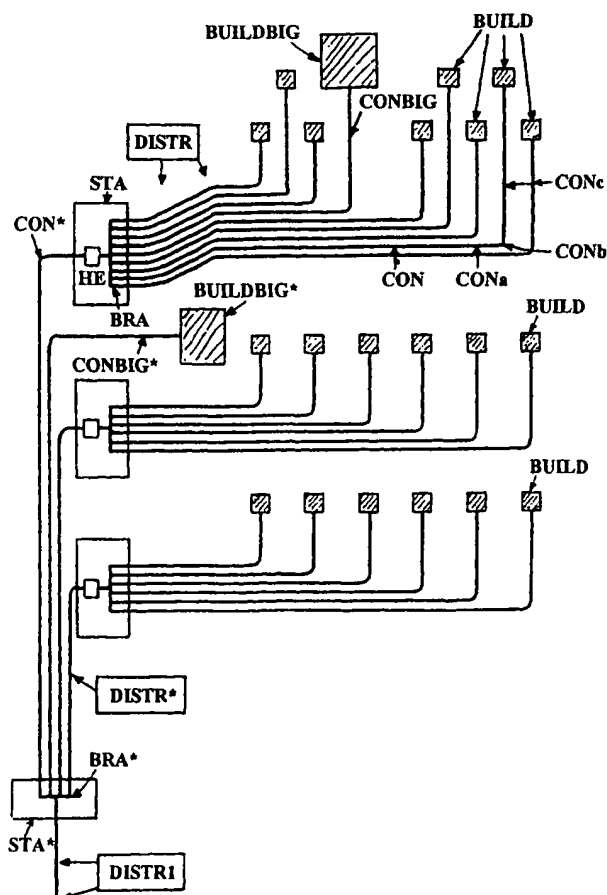 BUILDBIG
BUILD
CONBIG
DISTR
STA
CONc
CON*
CONb
HE
CON
CONa
BRA
BUILDBIG*
BUILD
CONBIG*
BUILD
DISTR*
BRA*
STA*
DISTR1